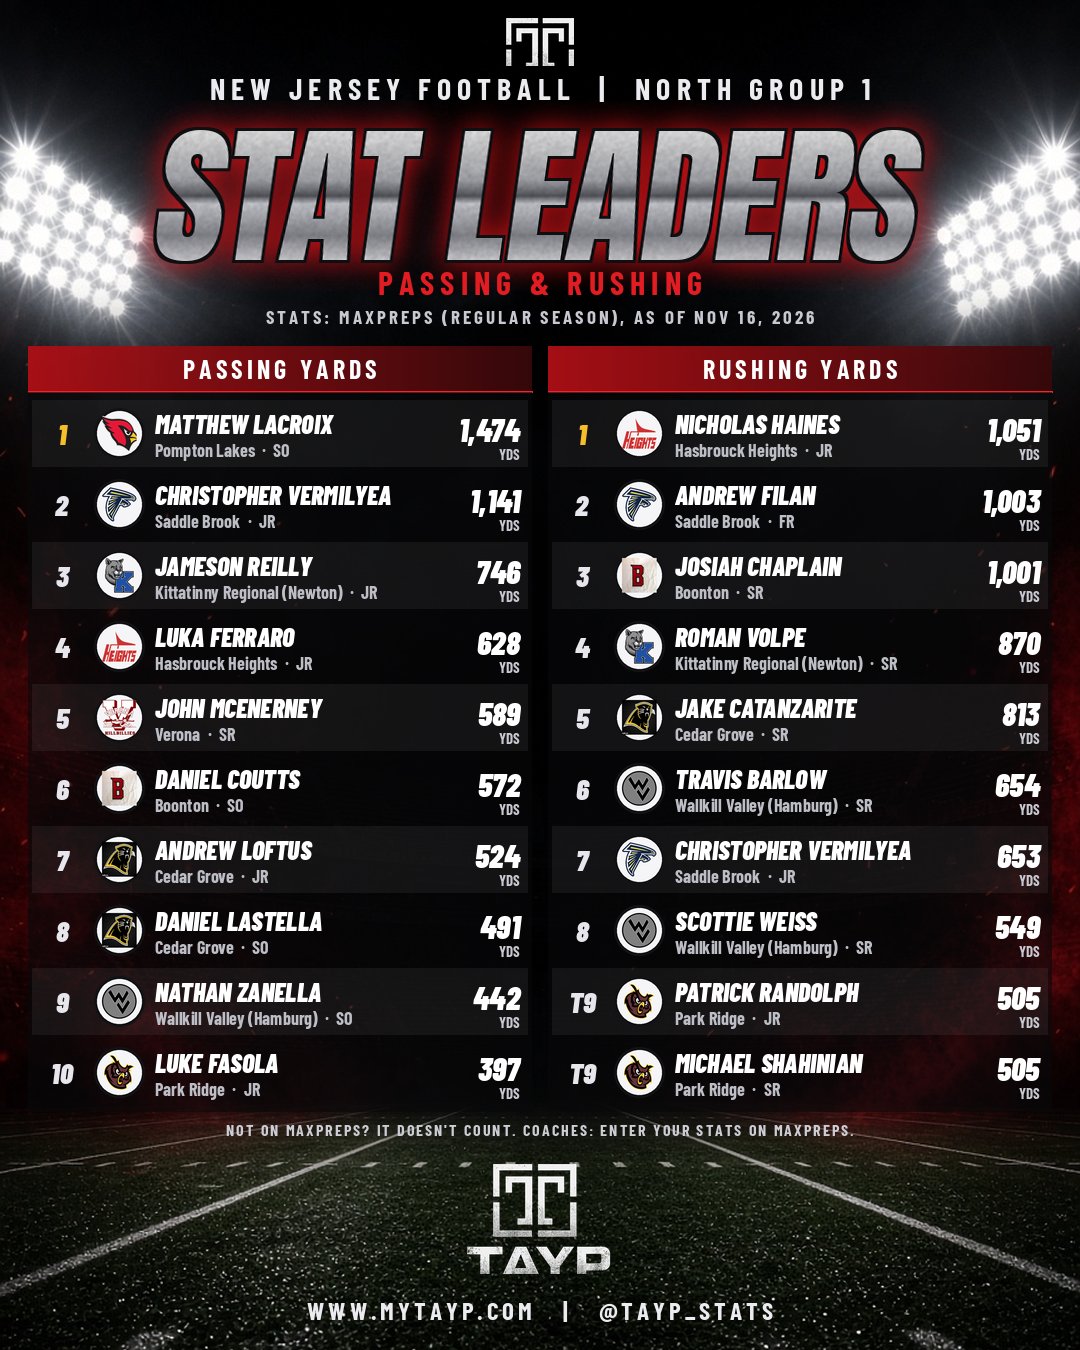 NEW JERSEY FOOTBALL | NORTH GROUP 1
STAT LEADERS
PASSING & RUSHING
STATS: MAXPREPS (REGULAR SEASON), AS OF NOV 16, 2026
PASSING YARDS
1 MATTHEW LACROIX 1,474
Pompton Lakes · SO YDS
2 CHRISTOPHER VERMILYEA 1,141
Saddle Brook · JR YDS
3 JAMESON REILLY 746
Kittatinny Regional (Newton) · JR YDS
4 HEIGHTS LUKA FERRARO 628
Hasbrouck Heights · JR YDS
5 V HILLBILLIES JOHN MCENERNEY 589
Verona · SR YDS
6 B DANIEL COUTTS 572
Boonton · SO YDS
7 ANDREW LOFTUS 524
Cedar Grove · JR YDS
8 DANIEL LASTELLA 491
Cedar Grove · SO YDS
9 NATHAN ZANELLA 442
Wallkill Valley (Hamburg) · SO YDS
10 LUKE FASOLA 397
Park Ridge · JR YDS
RUSHING YARDS
1 HEIGHTS NICHOLAS HAINES 1,051
Hasbrouck Heights · JR YDS
2 ANDREW FILAN 1,003
Saddle Brook · FR YDS
3 B JOSIAH CHAPLAIN 1,001
Boonton · SR YDS
4 K ROMAN VOLPE 870
Kittatinny Regional (Newton) · SR YDS
5 JAKE CATANZARITE 813
Cedar Grove · SR YDS
6 TRAVIS BARLOW 654
Wallkill Valley (Hamburg) · SR YDS
7 CHRISTOPHER VERMILYEA 653
Saddle Brook · JR YDS
8 SCOTTIE WEISS 549
Wallkill Valley (Hamburg) · SR YDS
T9 PATRICK RANDOLPH 505
Park Ridge · JR YDS
T9 MICHAEL SHAHINIAN 505
Park Ridge · SR YDS
NOT ON MAXPREPS? IT DOESN'T COUNT. COACHES: ENTER YOUR STATS ON MAXPREPS.
TAYP
WWW.MYTAYP.COM | @TAYP_STATS